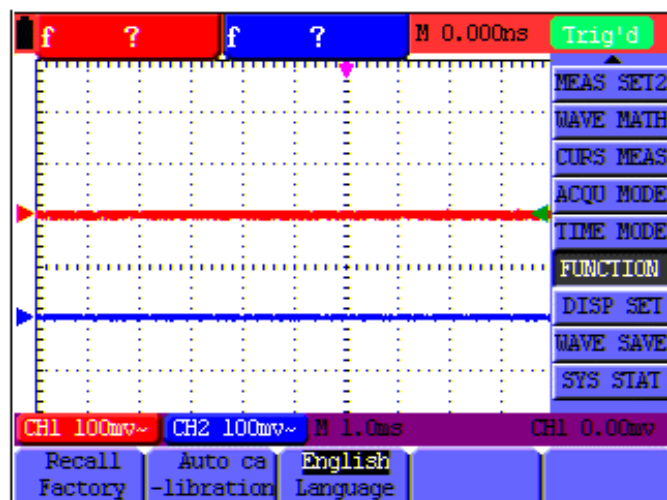 f ? f ? M 0.000ns Trig'd
MEAS SET2
WAVE MATH
CURS MEAS
ACQU MODE
TIME MODE
FUNCTION
DISP SET
WAVE SAVE
SYS STAT
CH1 100mv~ CH2 100mv~ M 1.0ms CH1 0.00mv
Recall Auto ca English
Factory -libration Language